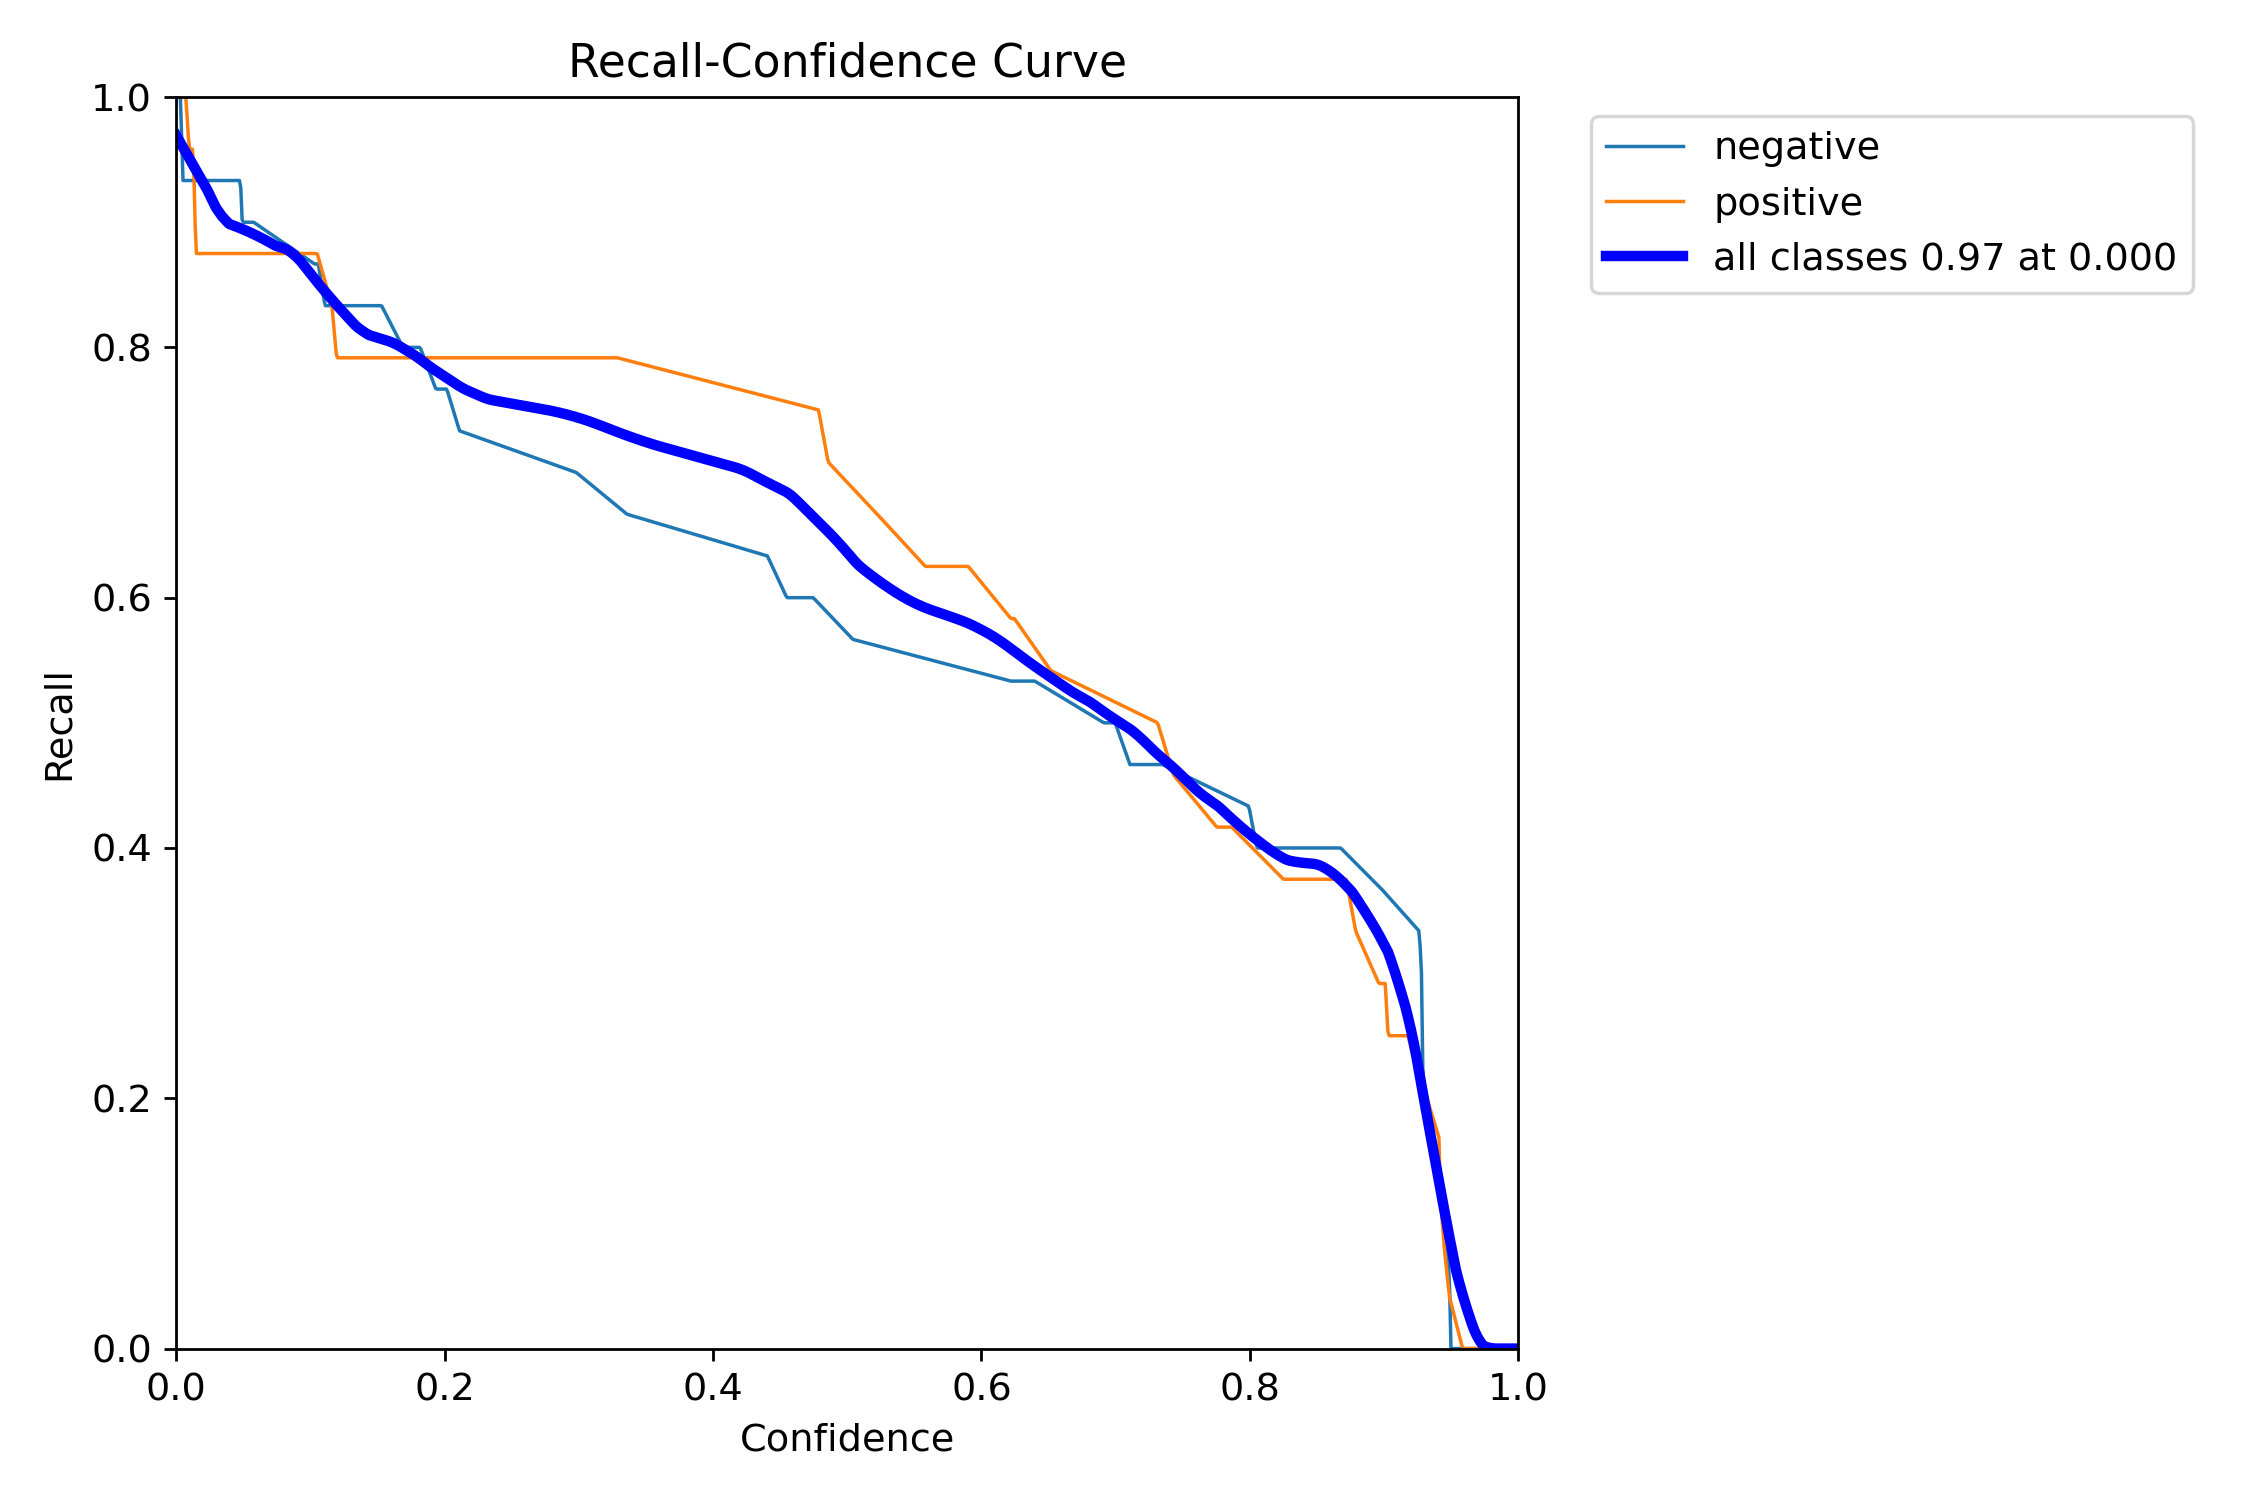 Recall-Confidence Curve
1.0
0.8
0.6
0.4
0.2
0.0
Recall
0.0 0.2 0.4 0.6 0.8 1.0
Confidence
negative
positive
all classes 0.97 at 0.000